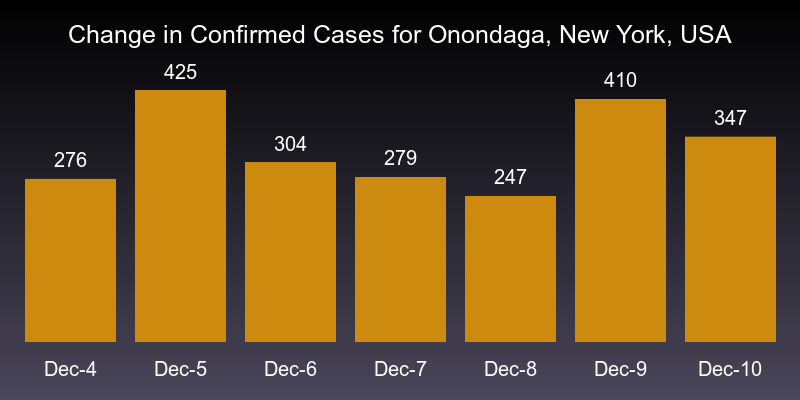 Change in Confirmed Cases for Onondaga, New York, USA
276
425
304
279
247
410
347
Dec-4
Dec-5
Dec-6
Dec-7
Dec-8
Dec-9
Dec-10